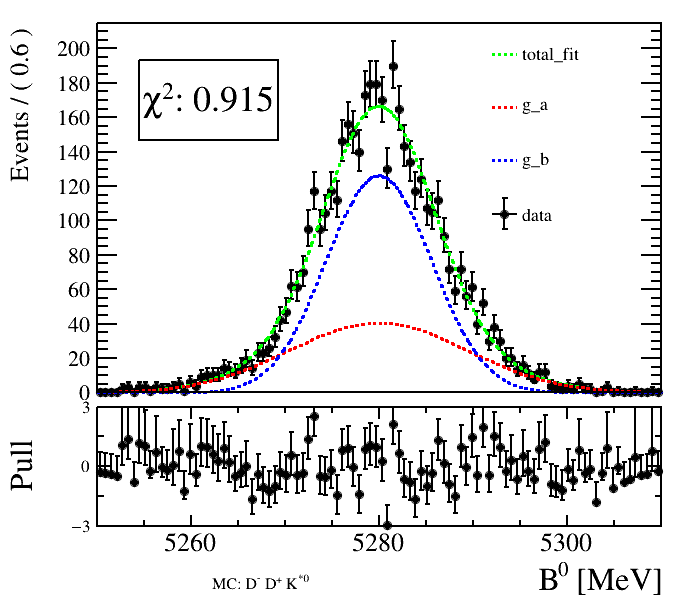 Events / ( 0.6 )
200
180
160
140
120
100
80
60
40
20
0
χ²: 0.915
total_fit
g_a
g_b
data
Pull
3
0
−3
5260
5280
5300
MC: D⁻ D⁺ K*⁰
B⁰ [MeV]